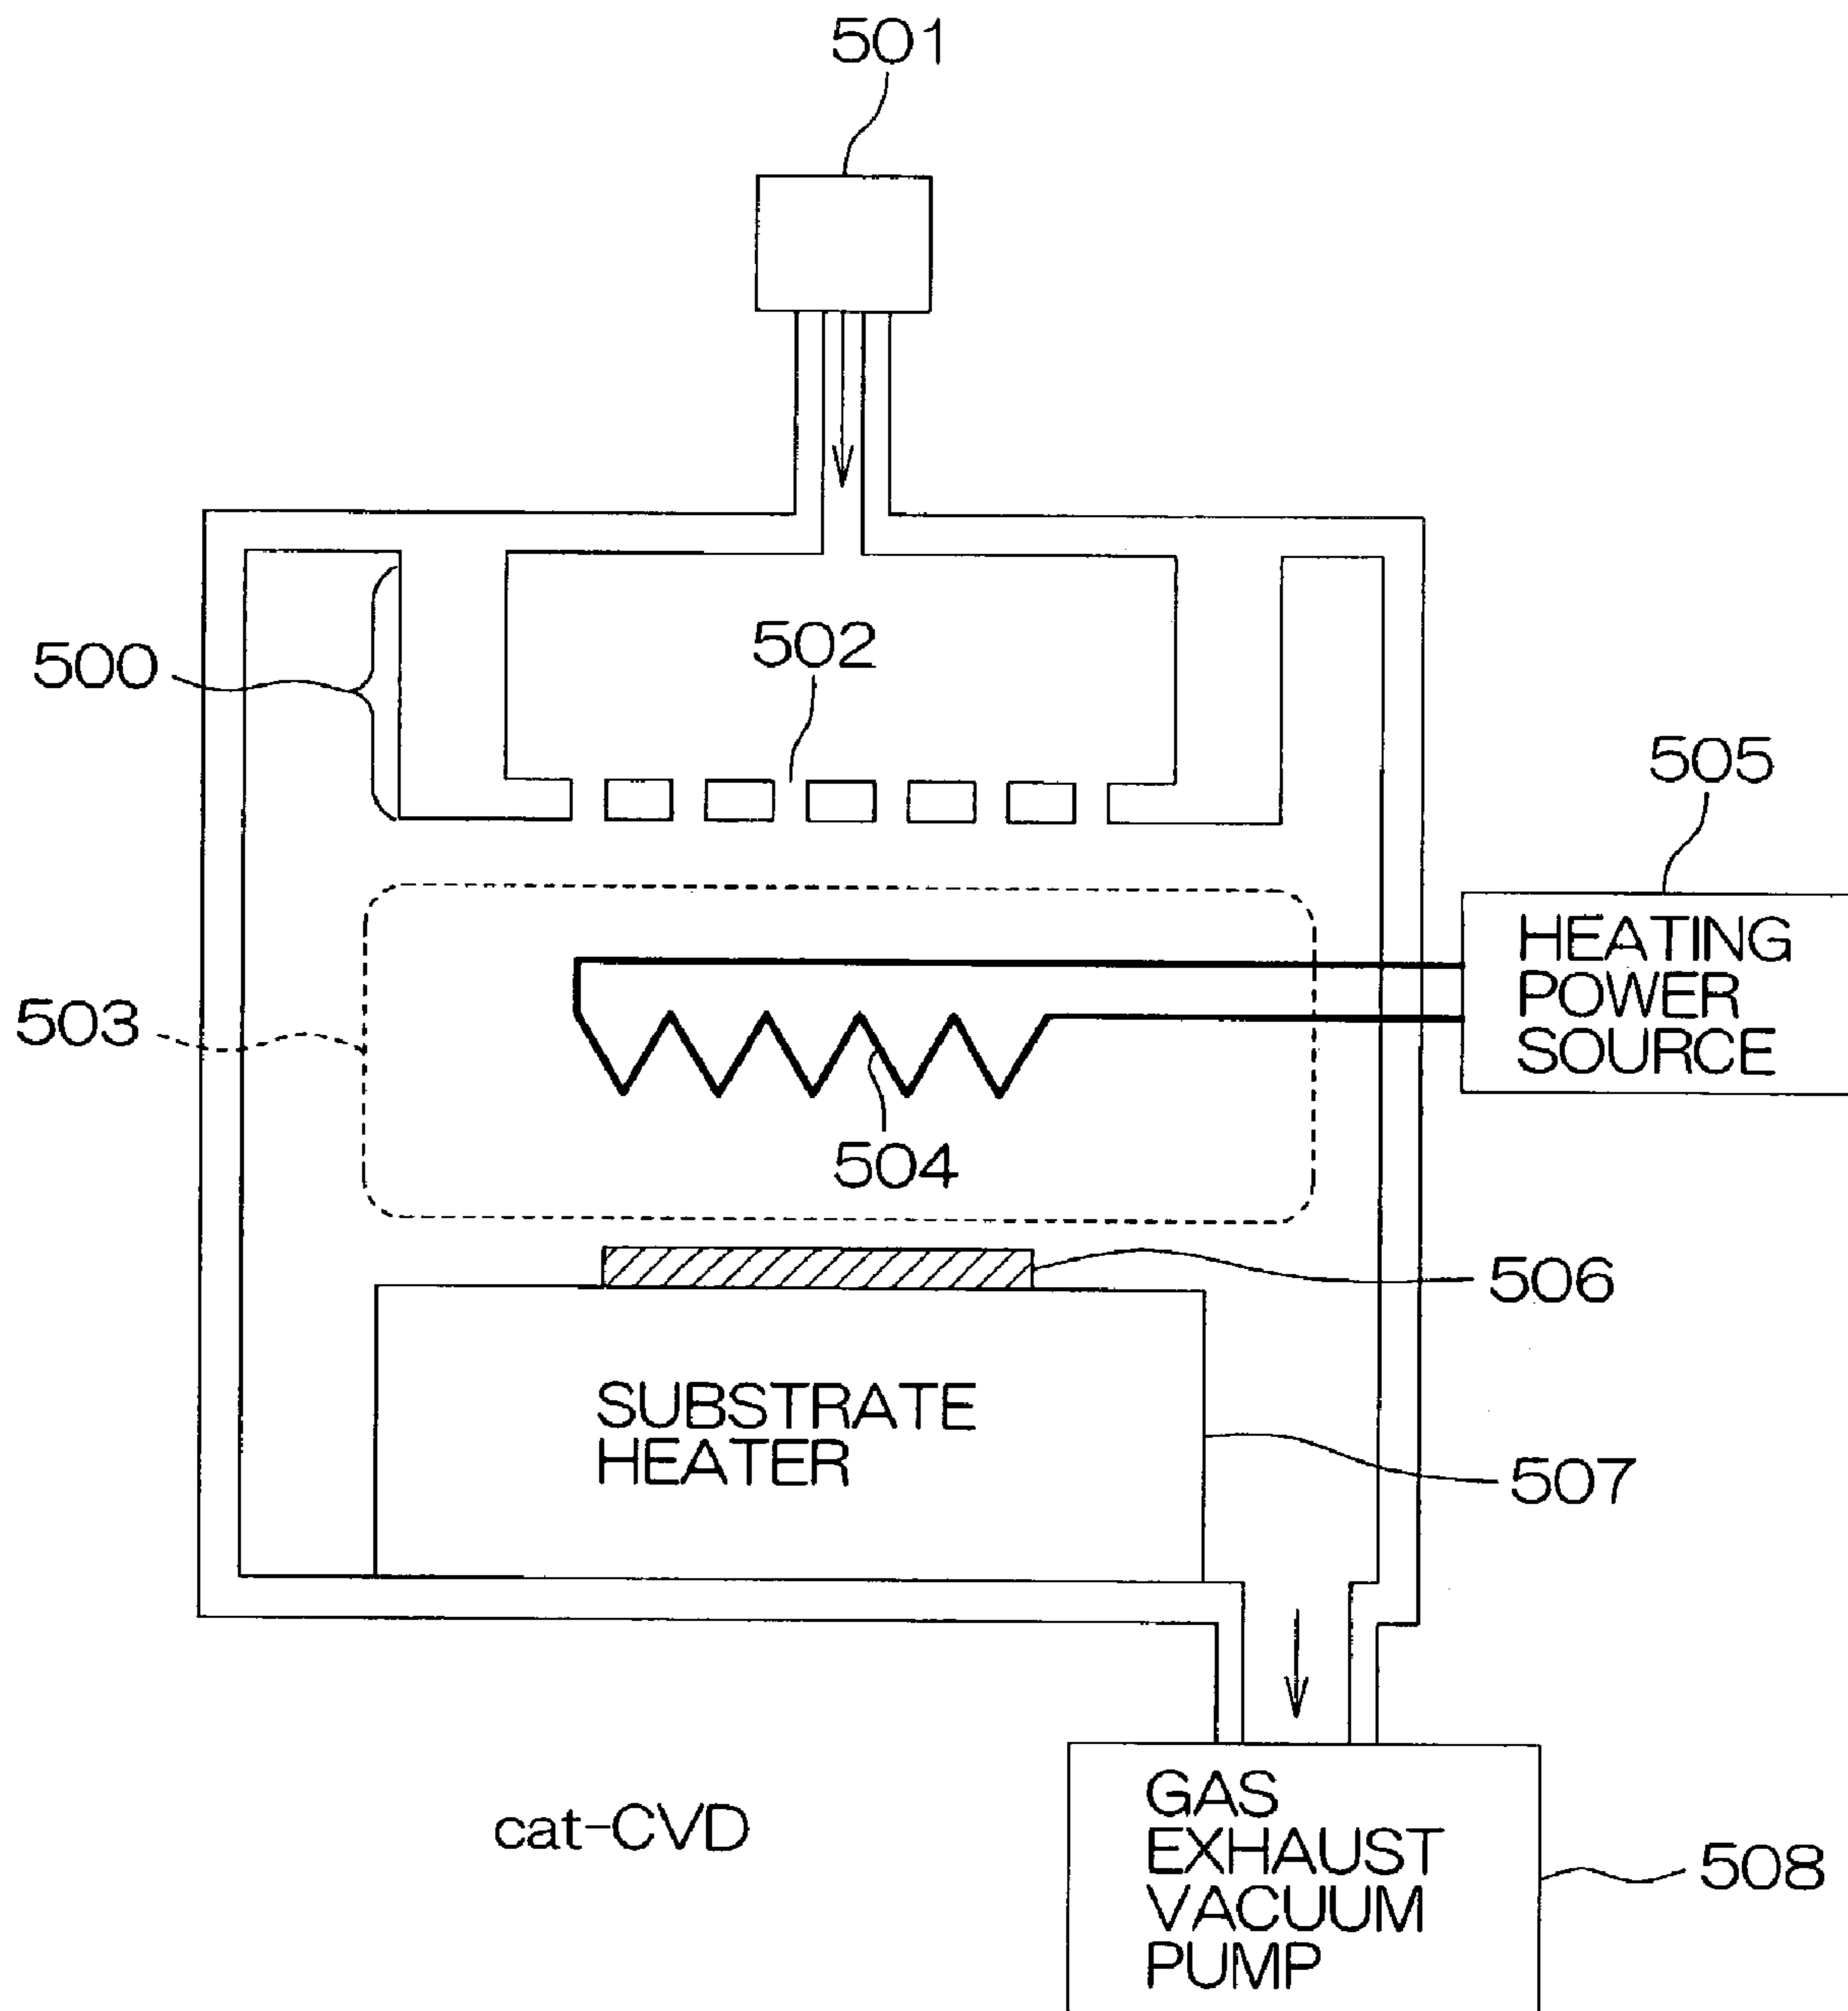 501
502
500
505
HEATING
POWER
SOURCE
503
504
506
SUBSTRATE
HEATER
507
cat-CVD
GAS
EXHAUST
VACUUM
PUMP
508